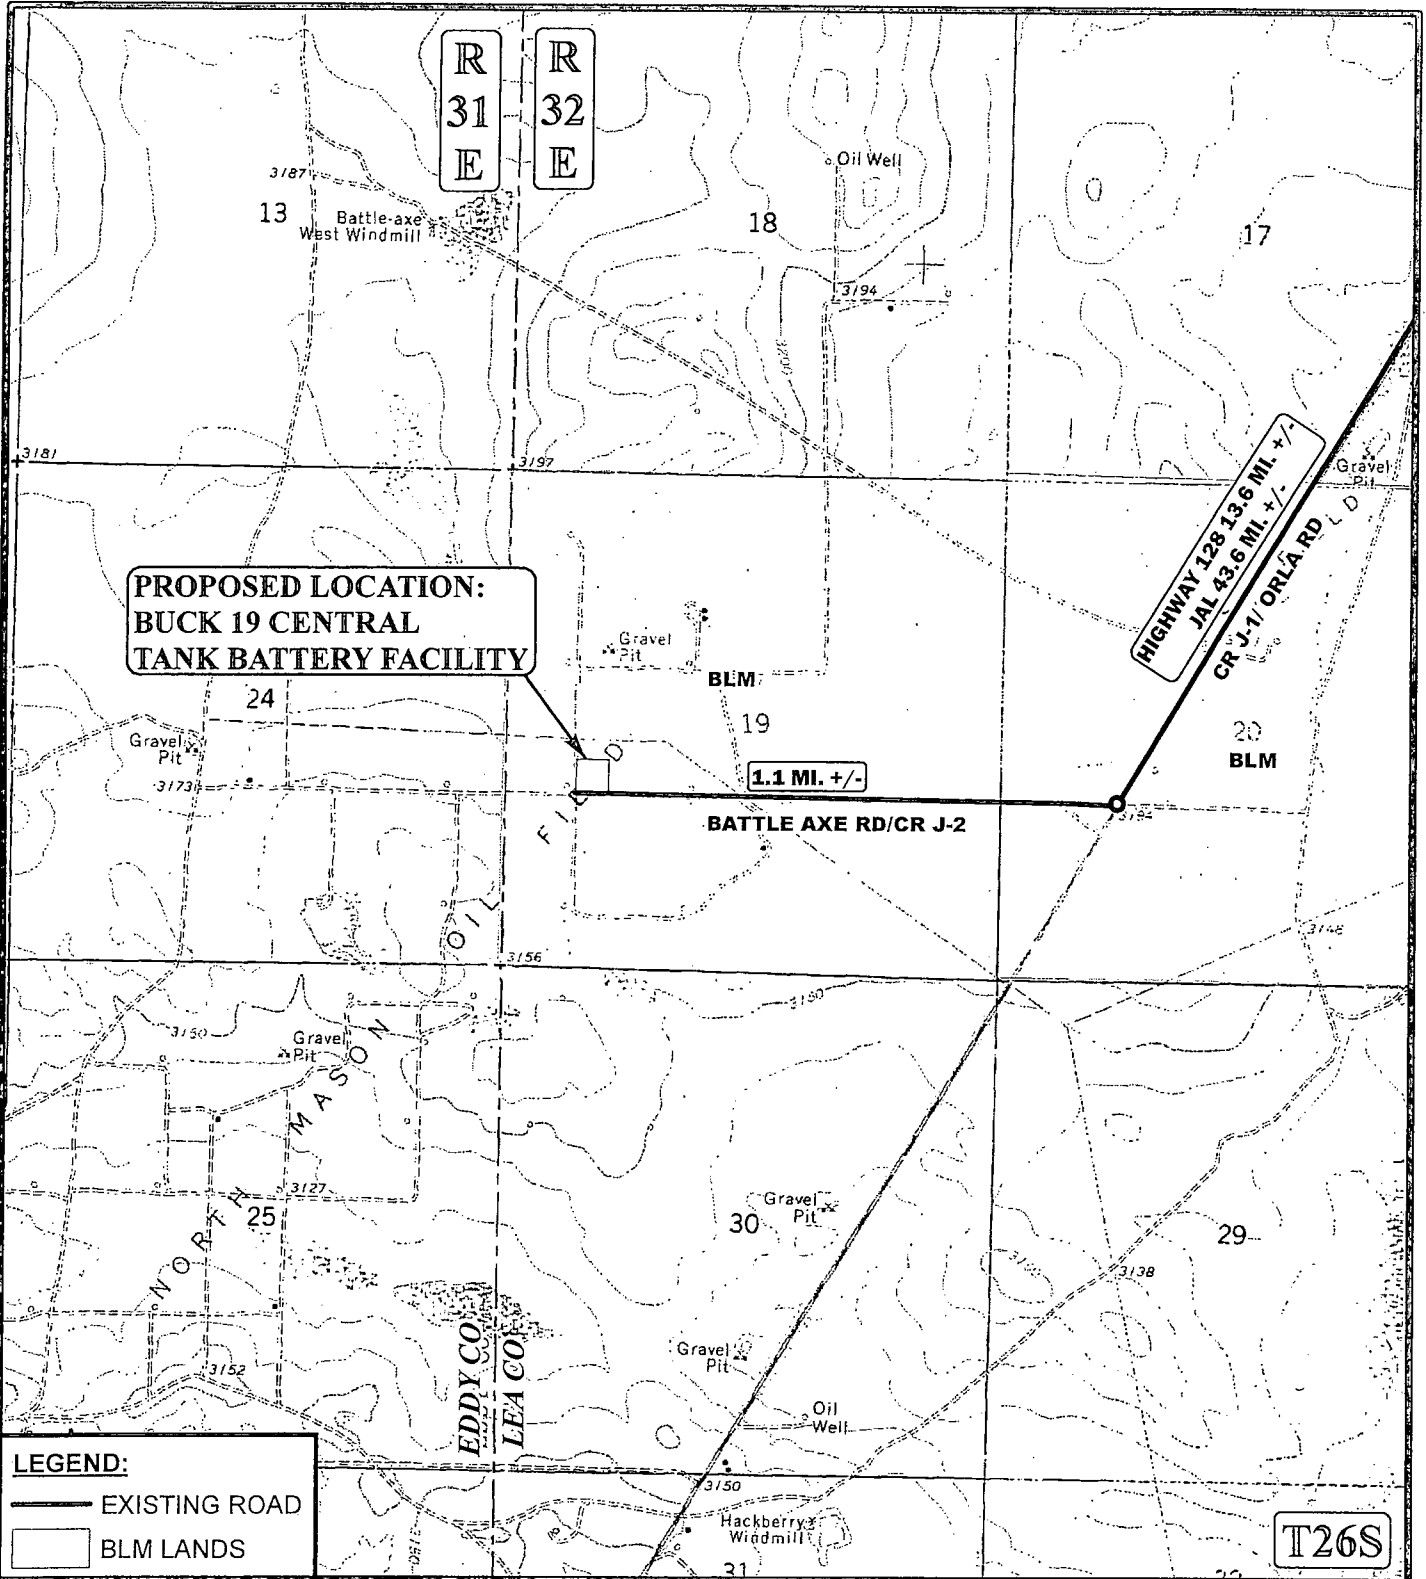 R
31
E
R
32
E
Oil Well
3187
13
Battle-axe
West Windmill
18
17
3194
3200
3181
3197
Gravel
Pit
HIGHWAY 128 13.6 MI. +/-
JAL 43.6 MI. +/-
CR J-1/ ORLA RD
PROPOSED LOCATION:
BUCK 19 CENTRAL
TANK BATTERY FACILITY
Gravel
Pit
BLM
24
19
20
BLM
Gravel
Pit
3173
1.1 MI. +/-
BATTLE AXE RD/CR J-2
3194
NORTH MASON OIL FIELD
3148
3156
3150
3150
Gravel
Pit
3127
25
Gravel
Pit
30
29
3138
3152
EDDY CO
LEA CO
Gravel
Pit
Oil
Well
3150
Hackberry
Windmill
31
LEGEND:
EXISTING ROAD
BLM LANDS
T26S